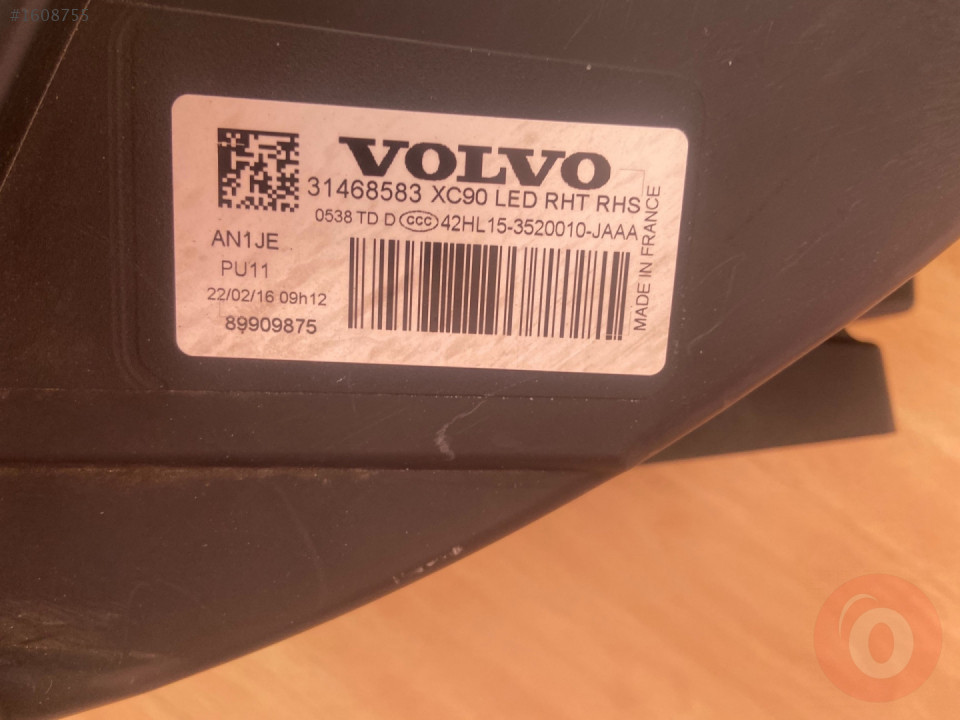 #2608755
VOLVO
31468583 XC90 LED RHT RHS
0538 TD D CCC 42HL15-3520010-JAAA
AN1JE
PU11
22/02/16 09h12
89909875
MADE IN FRANCE
O